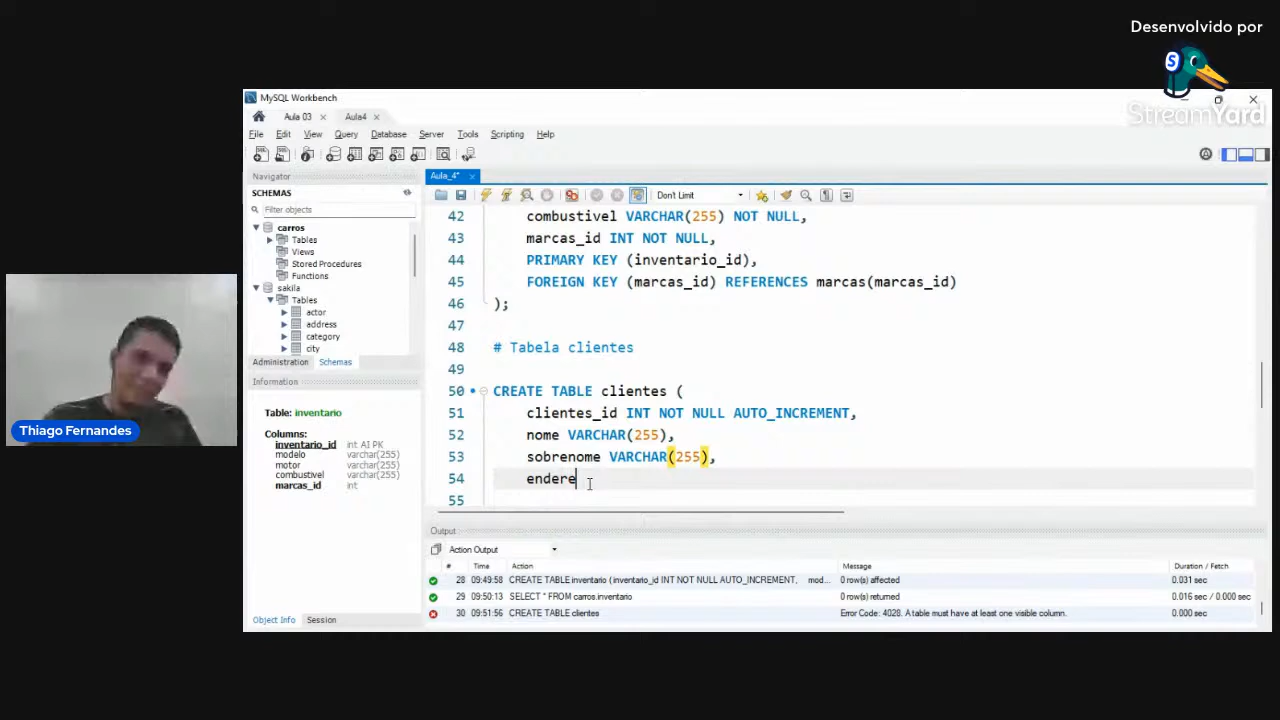 Desenvolvido por
S
StreamYard
MySQL Workbench
Aula 03
Aula4
File Edit View Query Database Server Tools Scripting Help
Navigator
SCHEMAS
Filter objects
carros
Tables
Views
Stored Procedures
Functions
sakila
Tables
actor
address
category
city
Administration Schemas
Information
Table: inventario
Columns:
inventario_id int AI PK
modelo varchar(255)
motor varchar(255)
combustivel varchar(255)
marcas_id int
Object Info Session
Aula_4*
Don't Limit
42 combustivel VARCHAR(255) NOT NULL,
43 marcas_id INT NOT NULL,
44 PRIMARY KEY (inventario_id),
45 FOREIGN KEY (marcas_id) REFERENCES marcas(marcas_id)
46 );
47
48 # Tabela clientes
49
50 CREATE TABLE clientes (
51 clientes_id INT NOT NULL AUTO_INCREMENT,
52 nome VARCHAR(255),
53 sobrenome VARCHAR(255),
54 endere
55
Output
Action Output
# Time Action Message Duration / Fetch
28 09:49:58 CREATE TABLE inventario ( inventario_id INT NOT NULL AUTO_INCREMENT, mod... 0 row(s) affected 0.031 sec
29 09:50:13 SELECT * FROM carros.inventario 0 row(s) returned 0.016 sec / 0.000 sec
30 09:51:56 CREATE TABLE clientes Error Code: 4028. A table must have at least one visible column. 0.000 sec
Thiago Fernandes